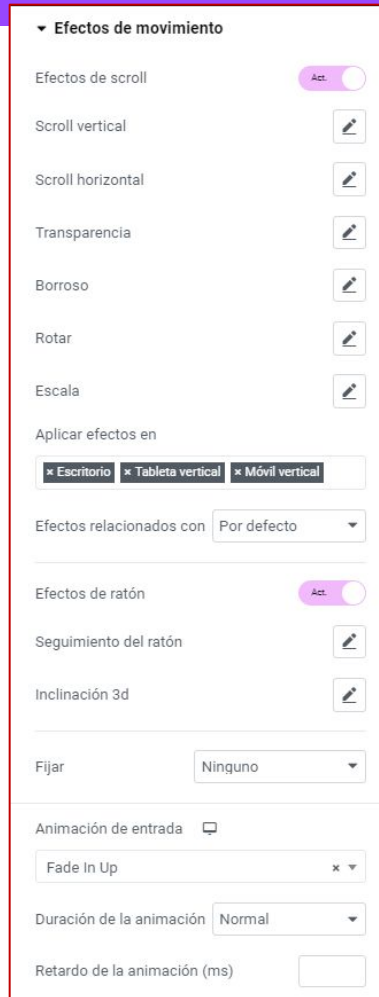 Efectos de movimiento
Efectos de scroll Act.
Scroll vertical
Scroll horizontal
Transparencia
Borroso
Rotar
Escala
Aplicar efectos en
× Escritorio × Tableta vertical × Móvil vertical
Efectos relacionados con Por defecto
Efectos de ratón Act.
Seguimiento del ratón
Inclinación 3d
Fijar Ninguno
Animación de entrada
Fade In Up ×
Duración de la animación Normal
Retardo de la animación (ms)